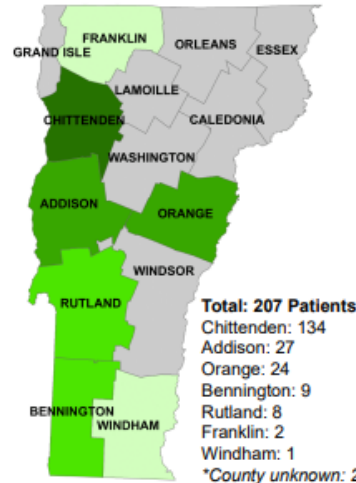 FRANKLIN
ORLEANS
ESSEX
GRAND ISLE
LAMOILLE
CHITTENDEN
CALEDONIA
WASHINGTON
ADDISON
ORANGE
WINDSOR
RUTLAND
BENNINGTON
WINDHAM
Total: 207 Patients
Chittenden: 134
Addison: 27
Orange: 24
Bennington: 9
Rutland: 8
Franklin: 2
Windham: 1
*County unknown: 2